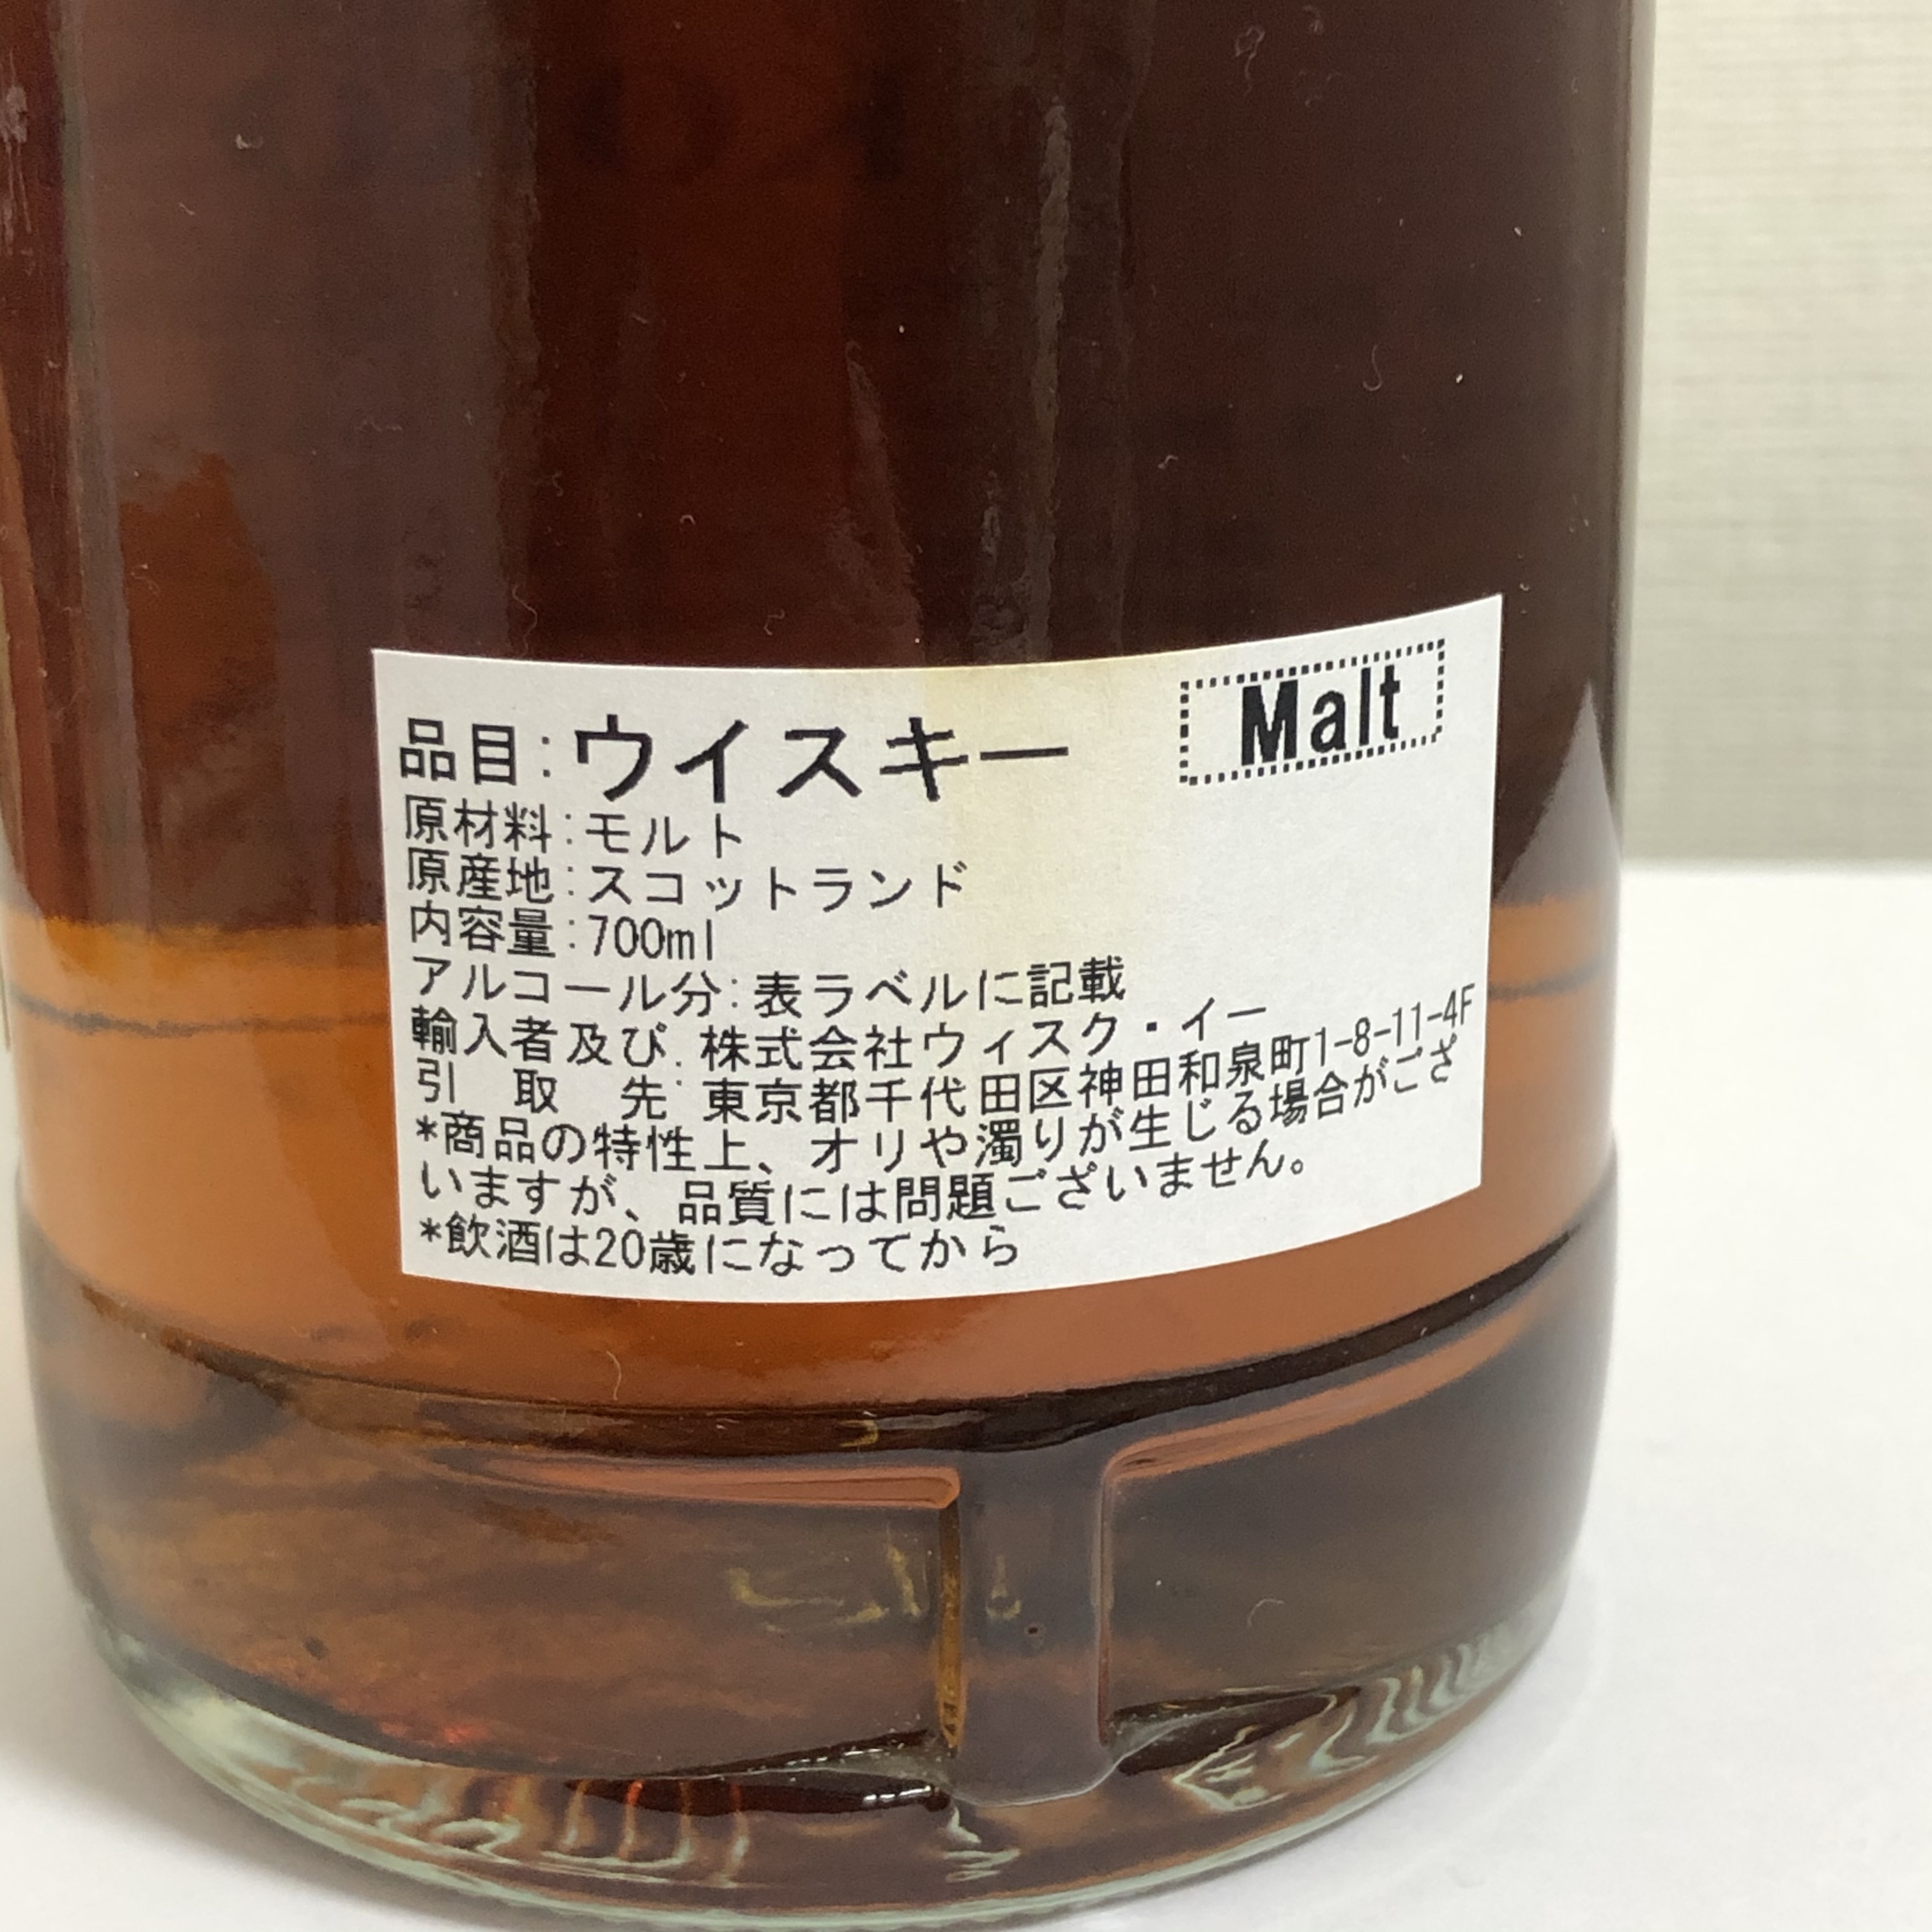 品目:ウイスキー Malt
原材料:モルト
原産地:スコットランド
内容量:700ml
アルコール分:表ラベルに記載
輸入者及び:株式会社ウィスク・イー
引取先:東京都千代田区神田和泉町1-8-11-4F
*商品の特性上、オリや濁りが生じる場合がござ
いますが、品質には問題ございません。
*飲酒は20歳になってから